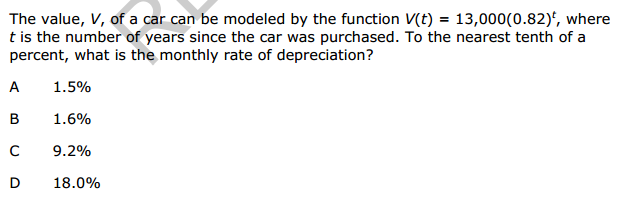 The value, V, of a car can be modeled by the function V(t) = 13,000(0.82)ᵗ, where
t is the number of years since the car was purchased. To the nearest tenth of a
percent, what is the monthly rate of depreciation?
A 1.5%
B 1.6%
C 9.2%
D 18.0%